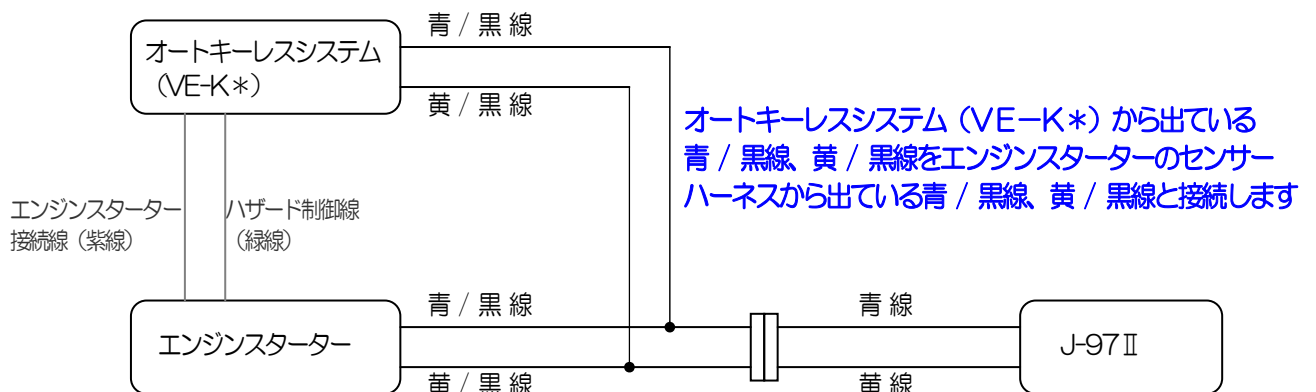 青 / 黒 線
オートキーレスシステム
（VE-K＊）
黄 / 黒 線
オートキーレスシステム（VE－K＊）から出ている
青 / 黒線、黄 / 黒線をエンジンスターターのセンサー
ハーネスから出ている青 / 黒線、黄 / 黒線と接続します
エンジンスターター
接続線（紫線）
ハザード制御線
（緑線）
青 / 黒 線
青 線
エンジンスターター
J-97Ⅱ
黄 / 黒 線
黄 線